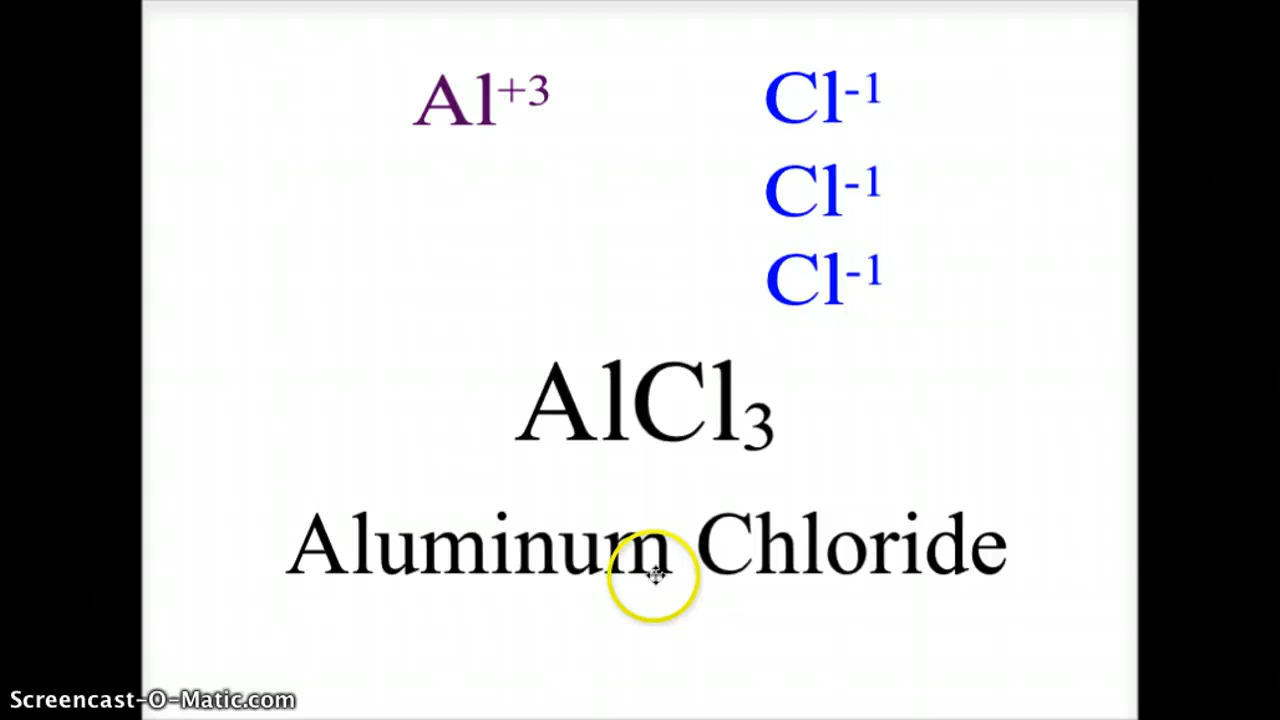 Al+3 Cl-1
Cl-1
Cl-1
AlCl3
Aluminum Chloride
Screencast-O-Matic.com